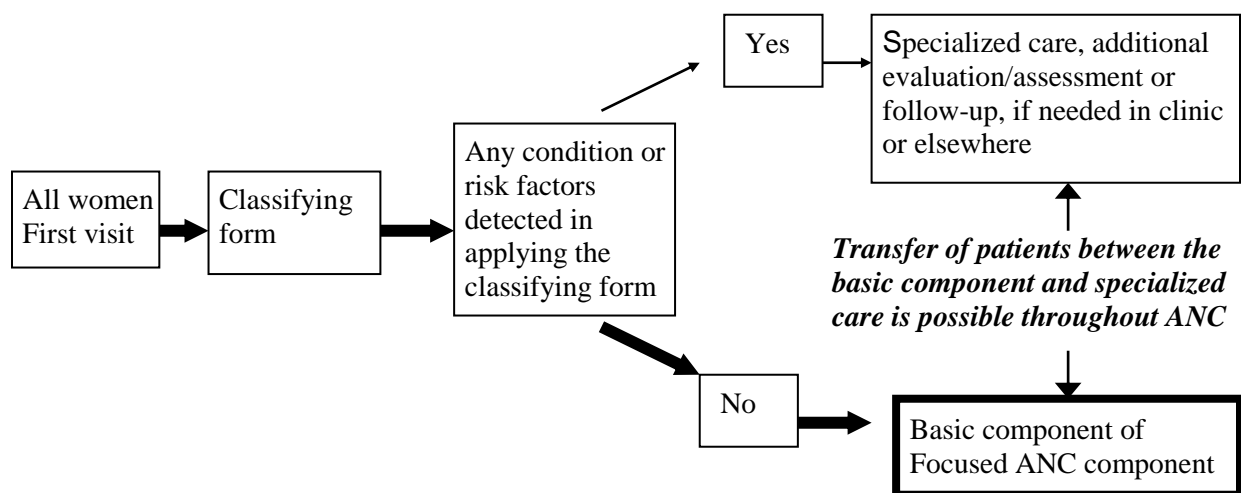 All women
First visit
Classifying
form
Any condition or
risk factors
detected in
applying the
classifying form
Yes
Specialized care, additional
evaluation/assessment or
follow-up, if needed in clinic
or elsewhere
Transfer of patients between the
basic component and specialized
care is possible throughout ANC
No
Basic component of
Focused ANC component